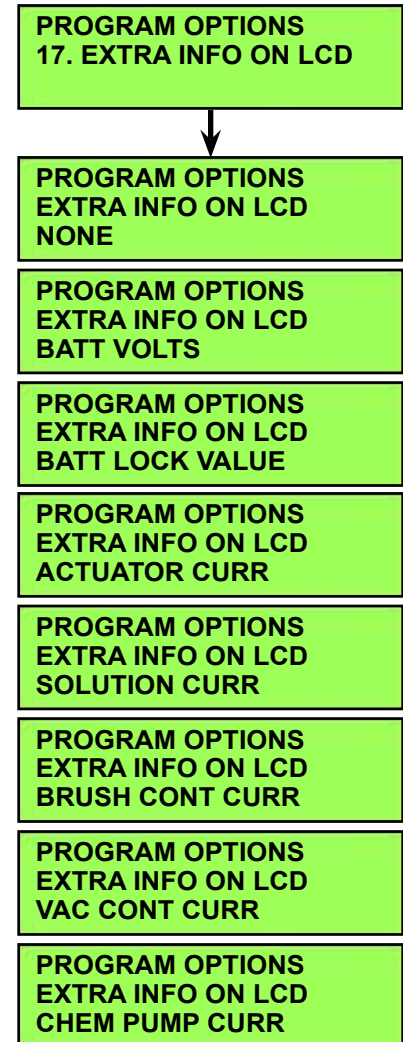 PROGRAM OPTIONS
17. EXTRA INFO ON LCD
PROGRAM OPTIONS
EXTRA INFO ON LCD
NONE
PROGRAM OPTIONS
EXTRA INFO ON LCD
BATT VOLTS
PROGRAM OPTIONS
EXTRA INFO ON LCD
BATT LOCK VALUE
PROGRAM OPTIONS
EXTRA INFO ON LCD
ACTUATOR CURR
PROGRAM OPTIONS
EXTRA INFO ON LCD
SOLUTION CURR
PROGRAM OPTIONS
EXTRA INFO ON LCD
BRUSH CONT CURR
PROGRAM OPTIONS
EXTRA INFO ON LCD
VAC CONT CURR
PROGRAM OPTIONS
EXTRA INFO ON LCD
CHEM PUMP CURR